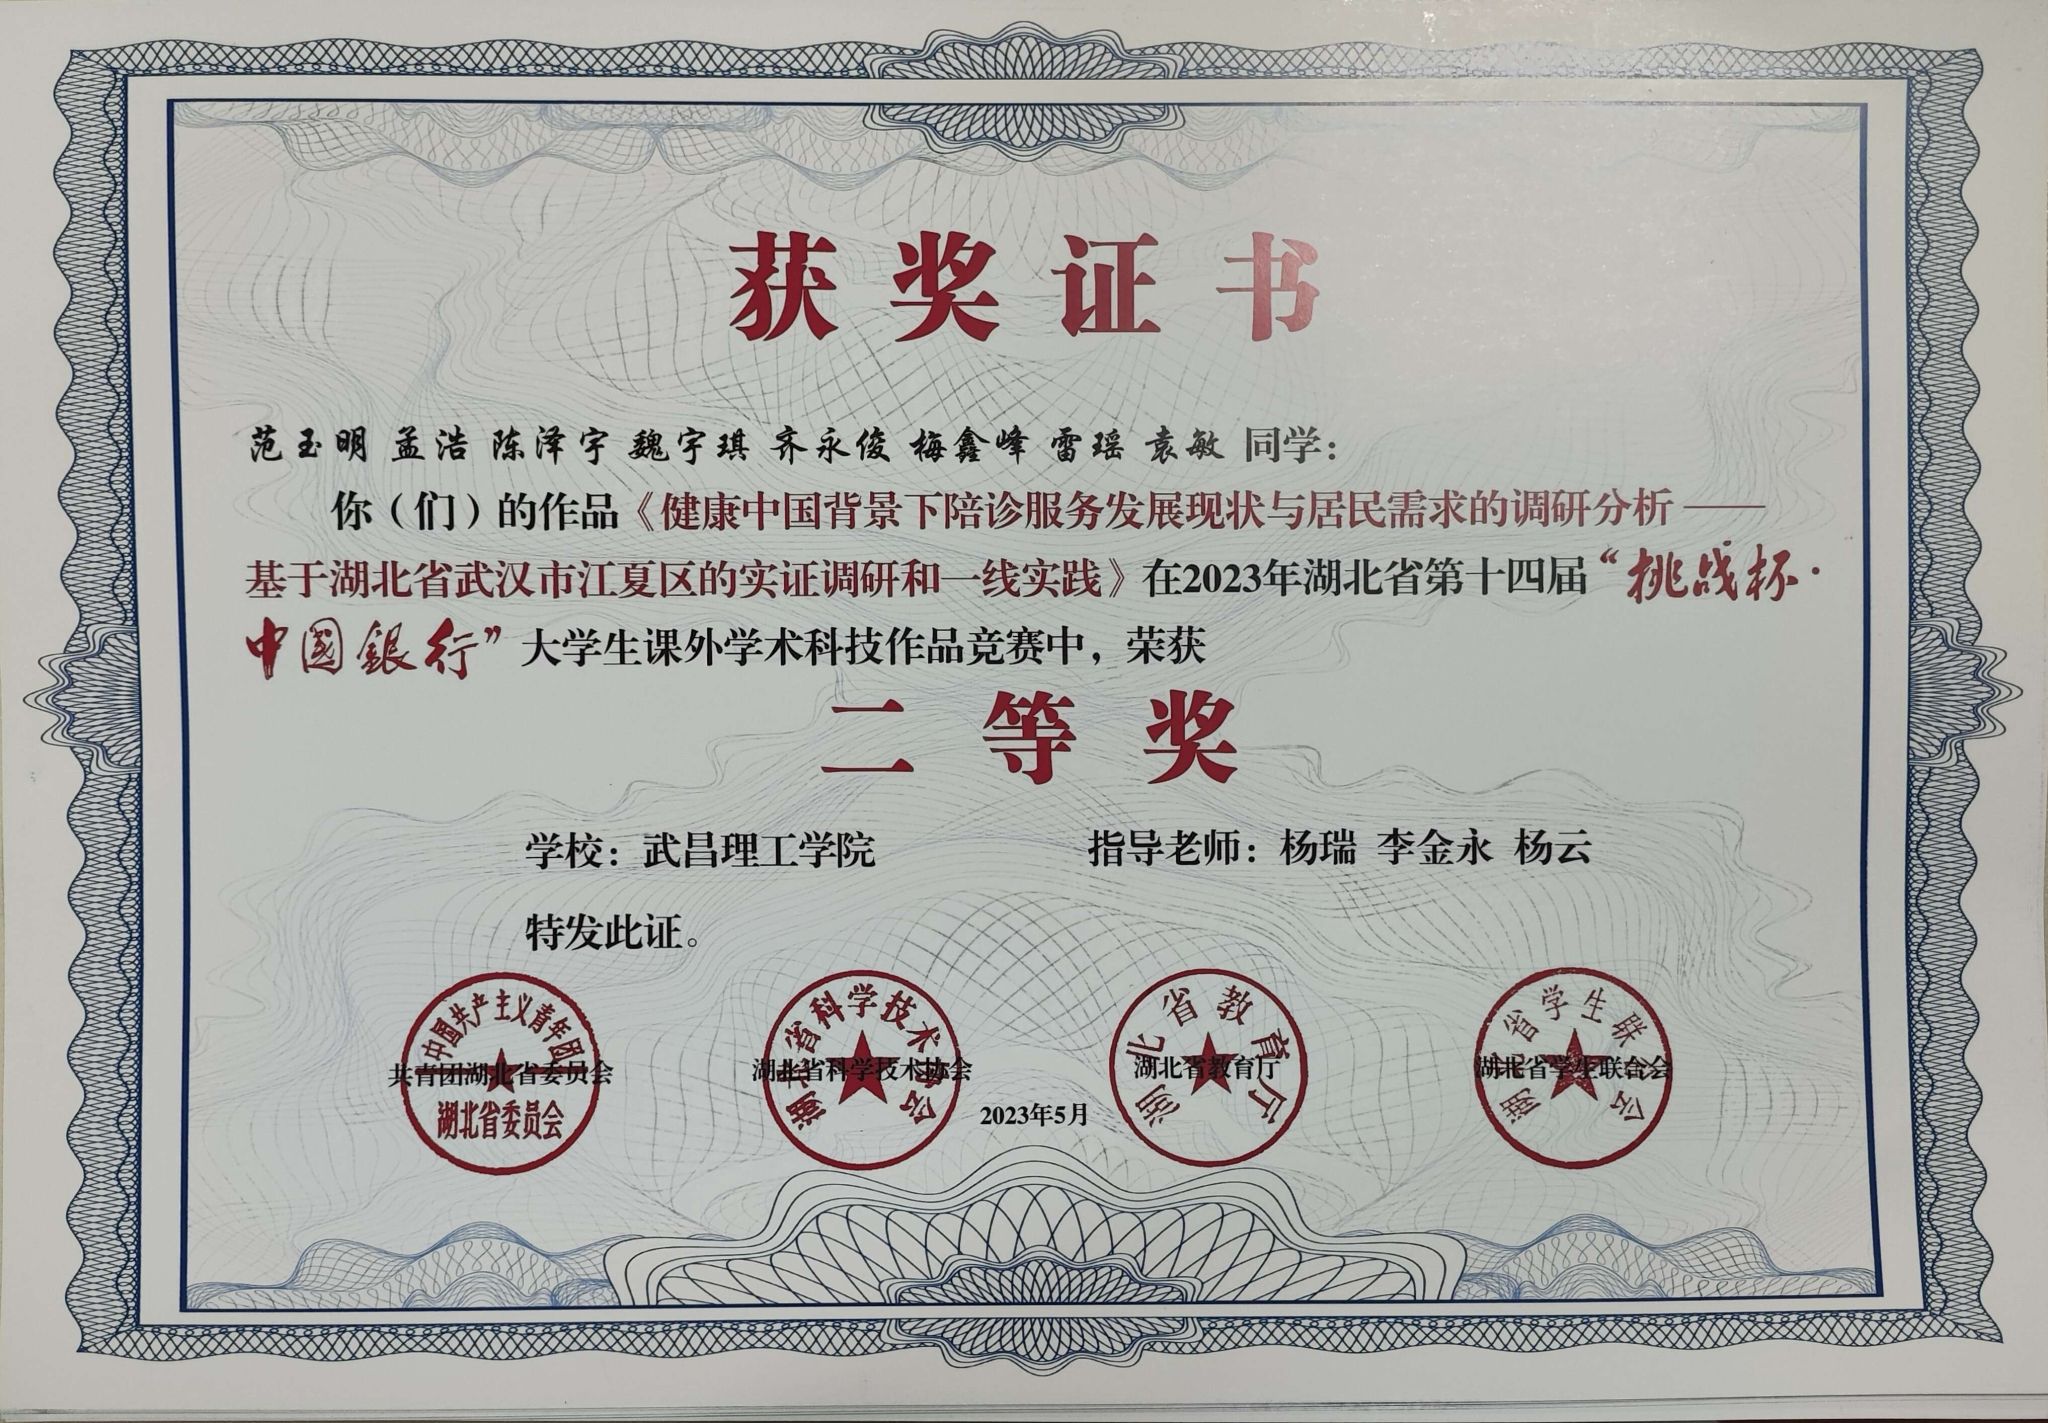 获奖证书
范玉明 孟浩 陈泽宇 魏宇琪 齐永俊 梅鑫峰 雷瑶 袁敏 同学：
你（们）的作品《健康中国背景下陪诊服务发展现状与居民需求的调研分析——
基于湖北省武汉市江夏区的实证调研和一线实践》在2023年湖北省第十四届“挑战杯·
中國銀行”大学生课外学术科技作品竞赛中，荣获
二等奖
学校：武昌理工学院 指导老师：杨瑞 李金永 杨云
特发此证。
中国共产主义青年团
共青团湖北省委员会
湖北省委员会
湖北省科学技术协会
湖北省科学技术协会
2023年5月
湖北省教育厅
湖北省教育厅
湖北省学生联合会
湖北省学生联合会